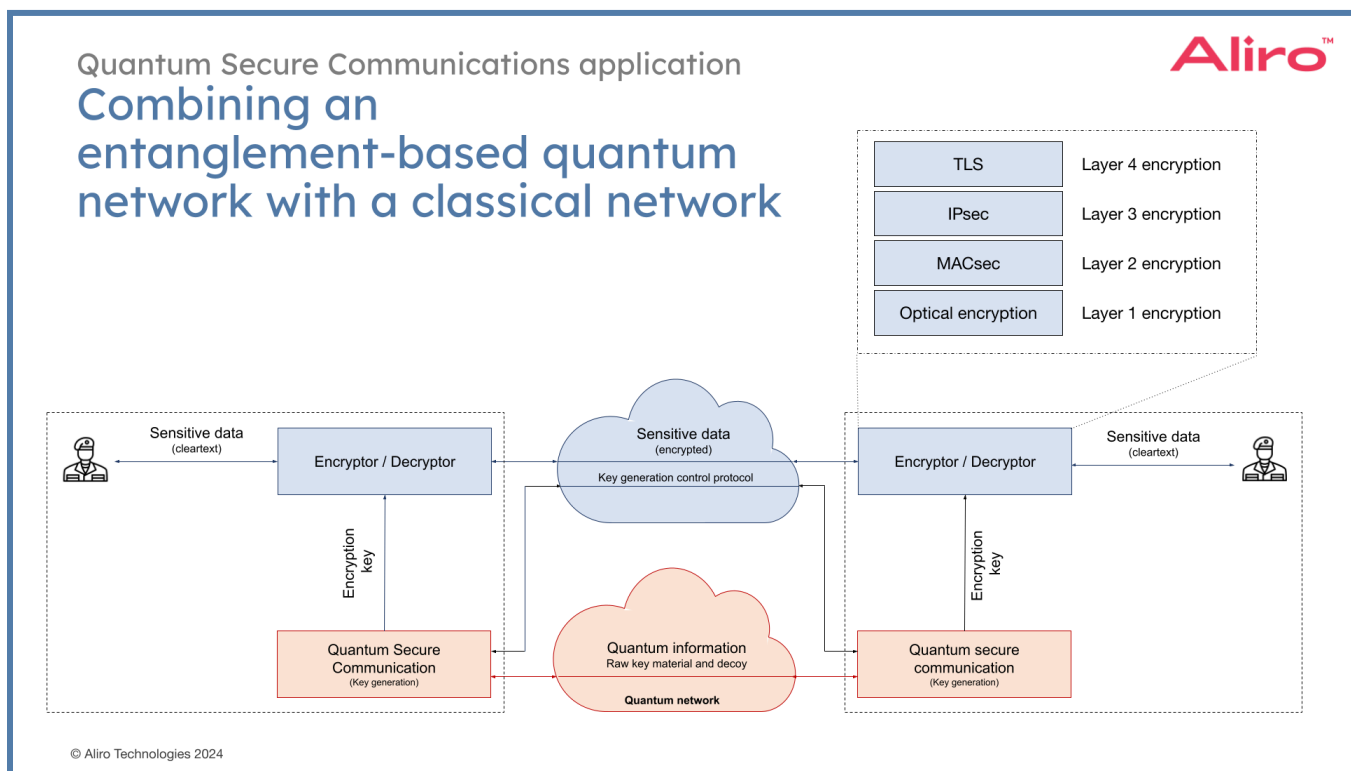 Quantum Secure Communications application
Combining an
entanglement-based quantum
network with a classical network
Aliro™
TLS
Layer 4 encryption
IPsec
Layer 3 encryption
MACsec
Layer 2 encryption
Optical encryption
Layer 1 encryption
Sensitive data
(cleartext)
Encryptor / Decryptor
Sensitive data
(encrypted)
Key generation control protocol
Encryptor / Decryptor
Sensitive data
(cleartext)
Encryption
key
Encryption
key
Quantum Secure
Communication
(Key generation)
Quantum information
Raw key material and decoy
Quantum network
Quantum secure
communication
(Key generation)
© Aliro Technologies 2024